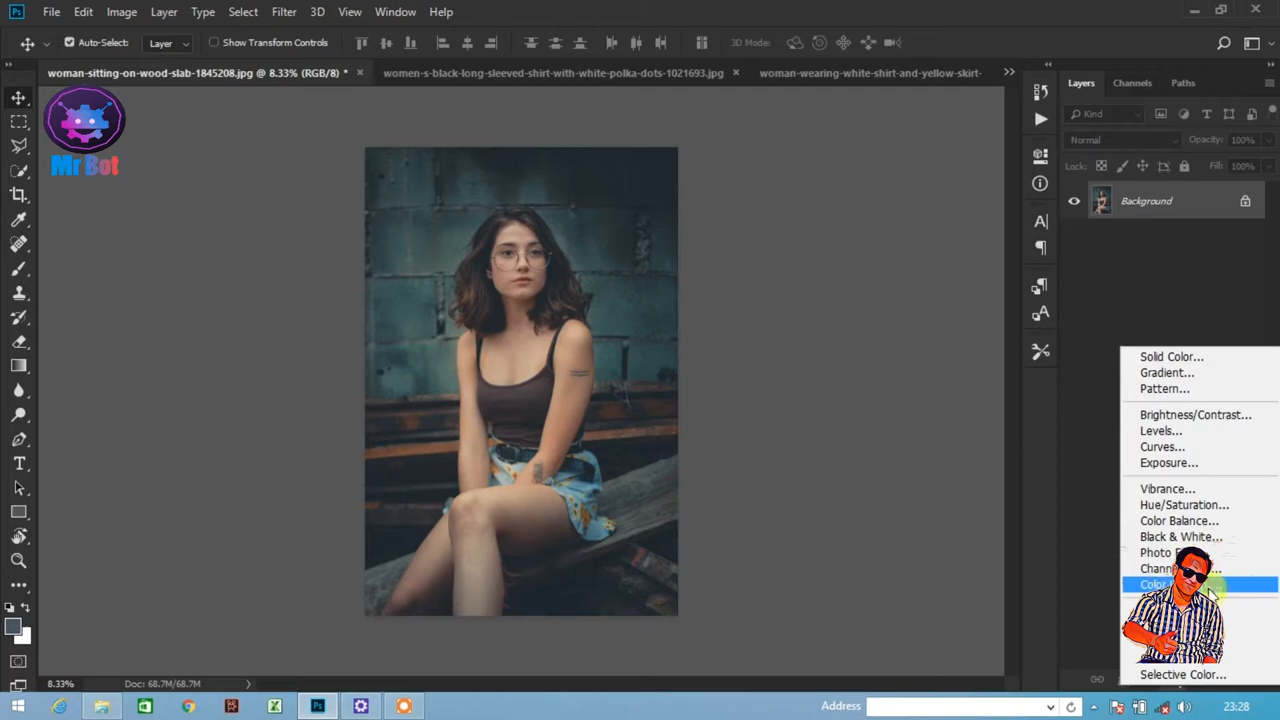 Ps File Edit Image Layer Type Select Filter 3D View Window Help
Auto-Select: Layer Show Transform Controls 3D Mode:
woman-sitting-on-wood-slab-1845208.jpg @ 8.33% (RGB/8) * × women-s-black-long-sleeved-shirt-with-white-polka-dots-1021693.jpg × woman-wearing-white-shirt-and-yellow-skirt-
Layers Channels Paths
Kind
Normal Opacity: 100%
Lock: Fill: 100%
Background
Mr Bot
Solid Color...
Gradient...
Pattern...
Brightness/Contrast...
Levels...
Curves...
Exposure...
Vibrance...
Hue/Saturation...
Color Balance...
Black & White...
Photo
Color
Selective Color...
8.33% Doc: 68.7M/68.7M
Address 23:28